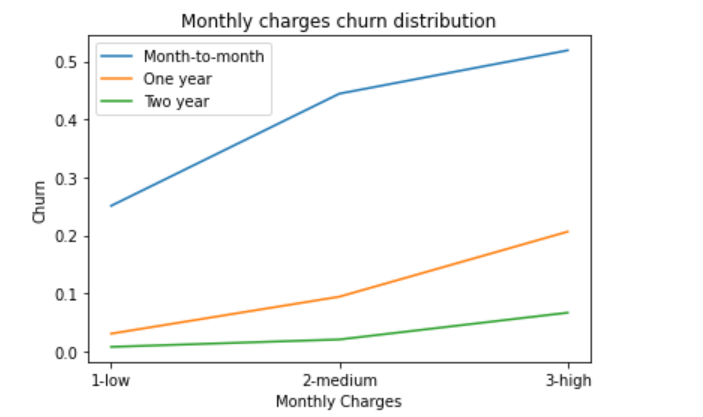 Monthly charges churn distribution
Month-to-month
One year
Two year
0.5
0.4
0.3
0.2
0.1
0.0
Churn
1-low 2-medium 3-high
Monthly Charges